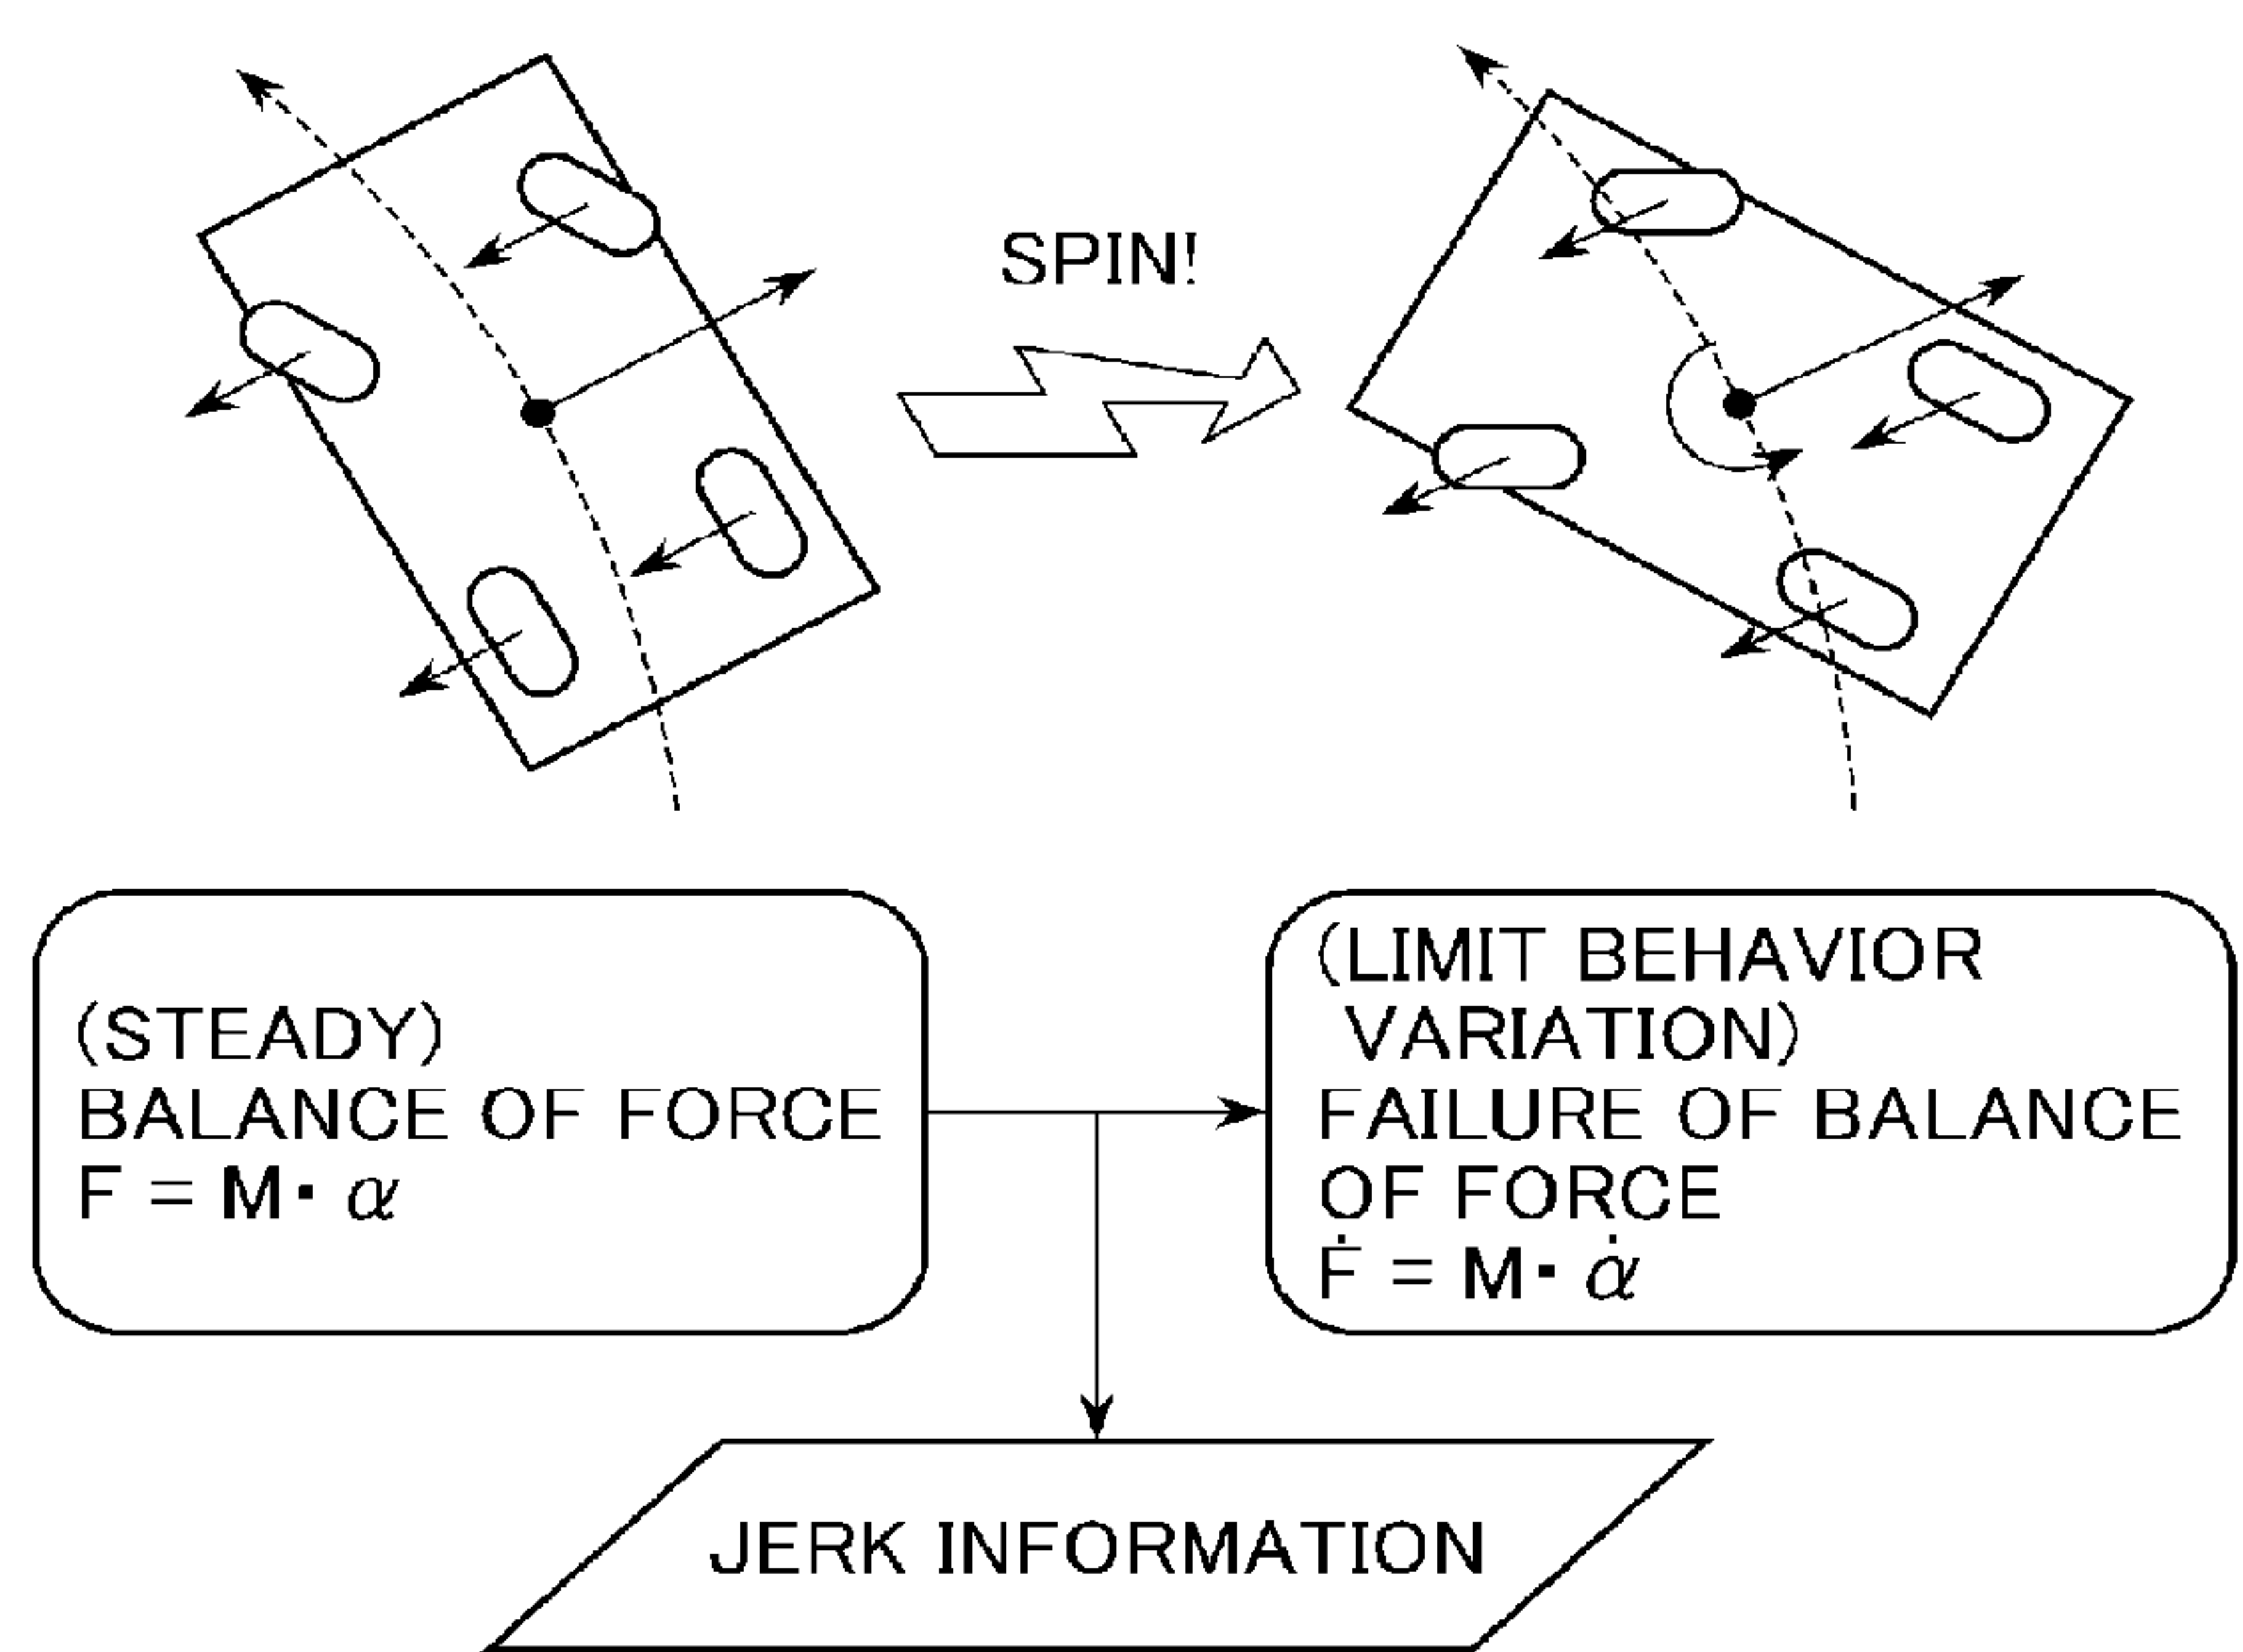 SPIN!
(STEADY)
BALANCE OF FORCE
F = M· α
(LIMIT BEHAVIOR
VARIATION)
FAILURE OF BALANCE
OF FORCE
Ḟ = M· α̇
JERK INFORMATION